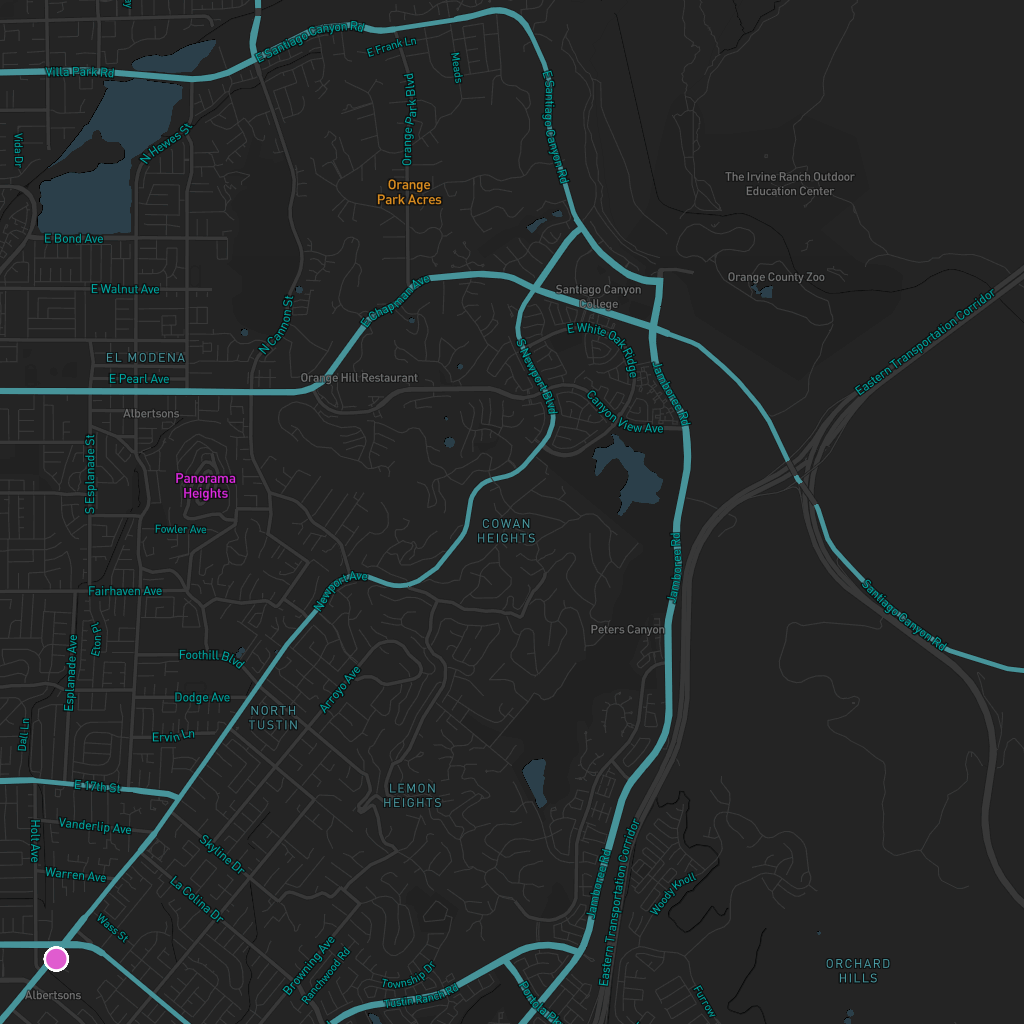 E Santiago Canyon Rd
E Frank Ln
Villa Park Rd
Meads
Orange Park Blvd
E Santiago Canyon Rd
Vida Dr
N Hewes St
Orange
Park Acres
The Irvine Ranch Outdoor
Education Center
E Bond Ave
E Walnut Ave
E Chapman Ave
Santiago Canyon
College
Orange County Zoo
Eastern Transportation Corridor
N Cannon St
E White Oak Ridge
EL MODENA
E Pearl Ave
Orange Hill Restaurant
S Newport Blvd
Jamboree Rd
Canyon View Ave
Albertsons
S Esplanade St
Panorama
Heights
Fowler Ave
COWAN
HEIGHTS
Jamboree Rd
Newport Ave
Fairhaven Ave
Santiago Canyon Rd
Eton Pl
Esplanade Ave
Peters Canyon
Foothill Blvd
Arroyo Ave
Dodge Ave
NORTH
TUSTIN
Dall Ln
Ervin Ln
E 17th St
LEMON
HEIGHTS
Vanderlip Ave
Holt Ave
Skyline Dr
Warren Ave
La Colina Dr
Jamboree Rd
Eastern Transportation Corridor
Woody Knoll
Wass St
Browning Ave
Ranchwood Rd
Township Dr
Tustin Ranch Rd
ORCHARD
HILLS
Albertsons
Furrow